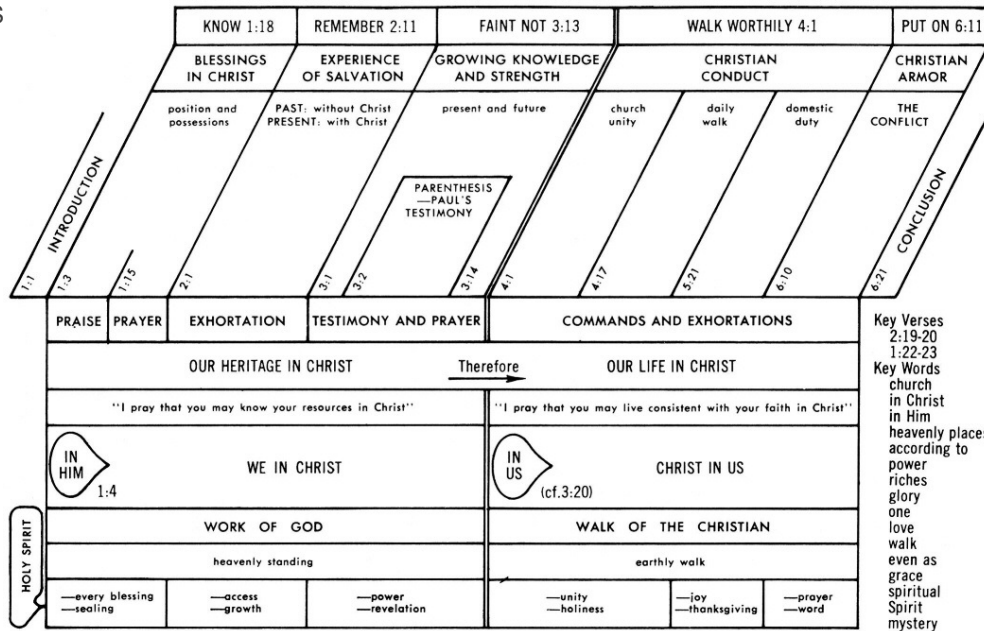 S
KNOW 1:18
REMEMBER 2:11
FAINT NOT 3:13
WALK WORTHILY 4:1
PUT ON 6:11
BLESSINGS
IN CHRIST
EXPERIENCE
OF SALVATION
GROWING KNOWLEDGE
AND STRENGTH
CHRISTIAN
CONDUCT
CHRISTIAN
ARMOR
position and
possessions
PAST: without Christ
PRESENT: with Christ
present and future
church
unity
daily
walk
domestic
duty
THE
CONFLICT
INTRODUCTION
PARENTHESIS
—PAUL'S
TESTIMONY
CONCLUSION
1:1
1:3
1:15
2:1
3:1
3:2
3:14
4:1
4:17
5:21
6:10
6:21
PRAISE
PRAYER
EXHORTATION
TESTIMONY AND PRAYER
COMMANDS AND EXHORTATIONS
OUR HERITAGE IN CHRIST
Therefore
OUR LIFE IN CHRIST
"I pray that you may know your resources in Christ"
"I pray that you may live consistent with your faith in Christ"
IN
HIM
1:4
WE IN CHRIST
IN
US
(cf.3:20)
CHRIST IN US
WORK OF GOD
WALK OF THE CHRISTIAN
heavenly standing
earthly walk
HOLY SPIRIT
—every blessing
—sealing
—access
—growth
—power
—revelation
—unity
—holiness
—joy
—thanksgiving
—prayer
—word
Key Verses
2:19-20
1:22-23
Key Words
church
in Christ
in Him
heavenly places
according to
power
riches
glory
one
love
walk
even as
grace
spiritual
Spirit
mystery